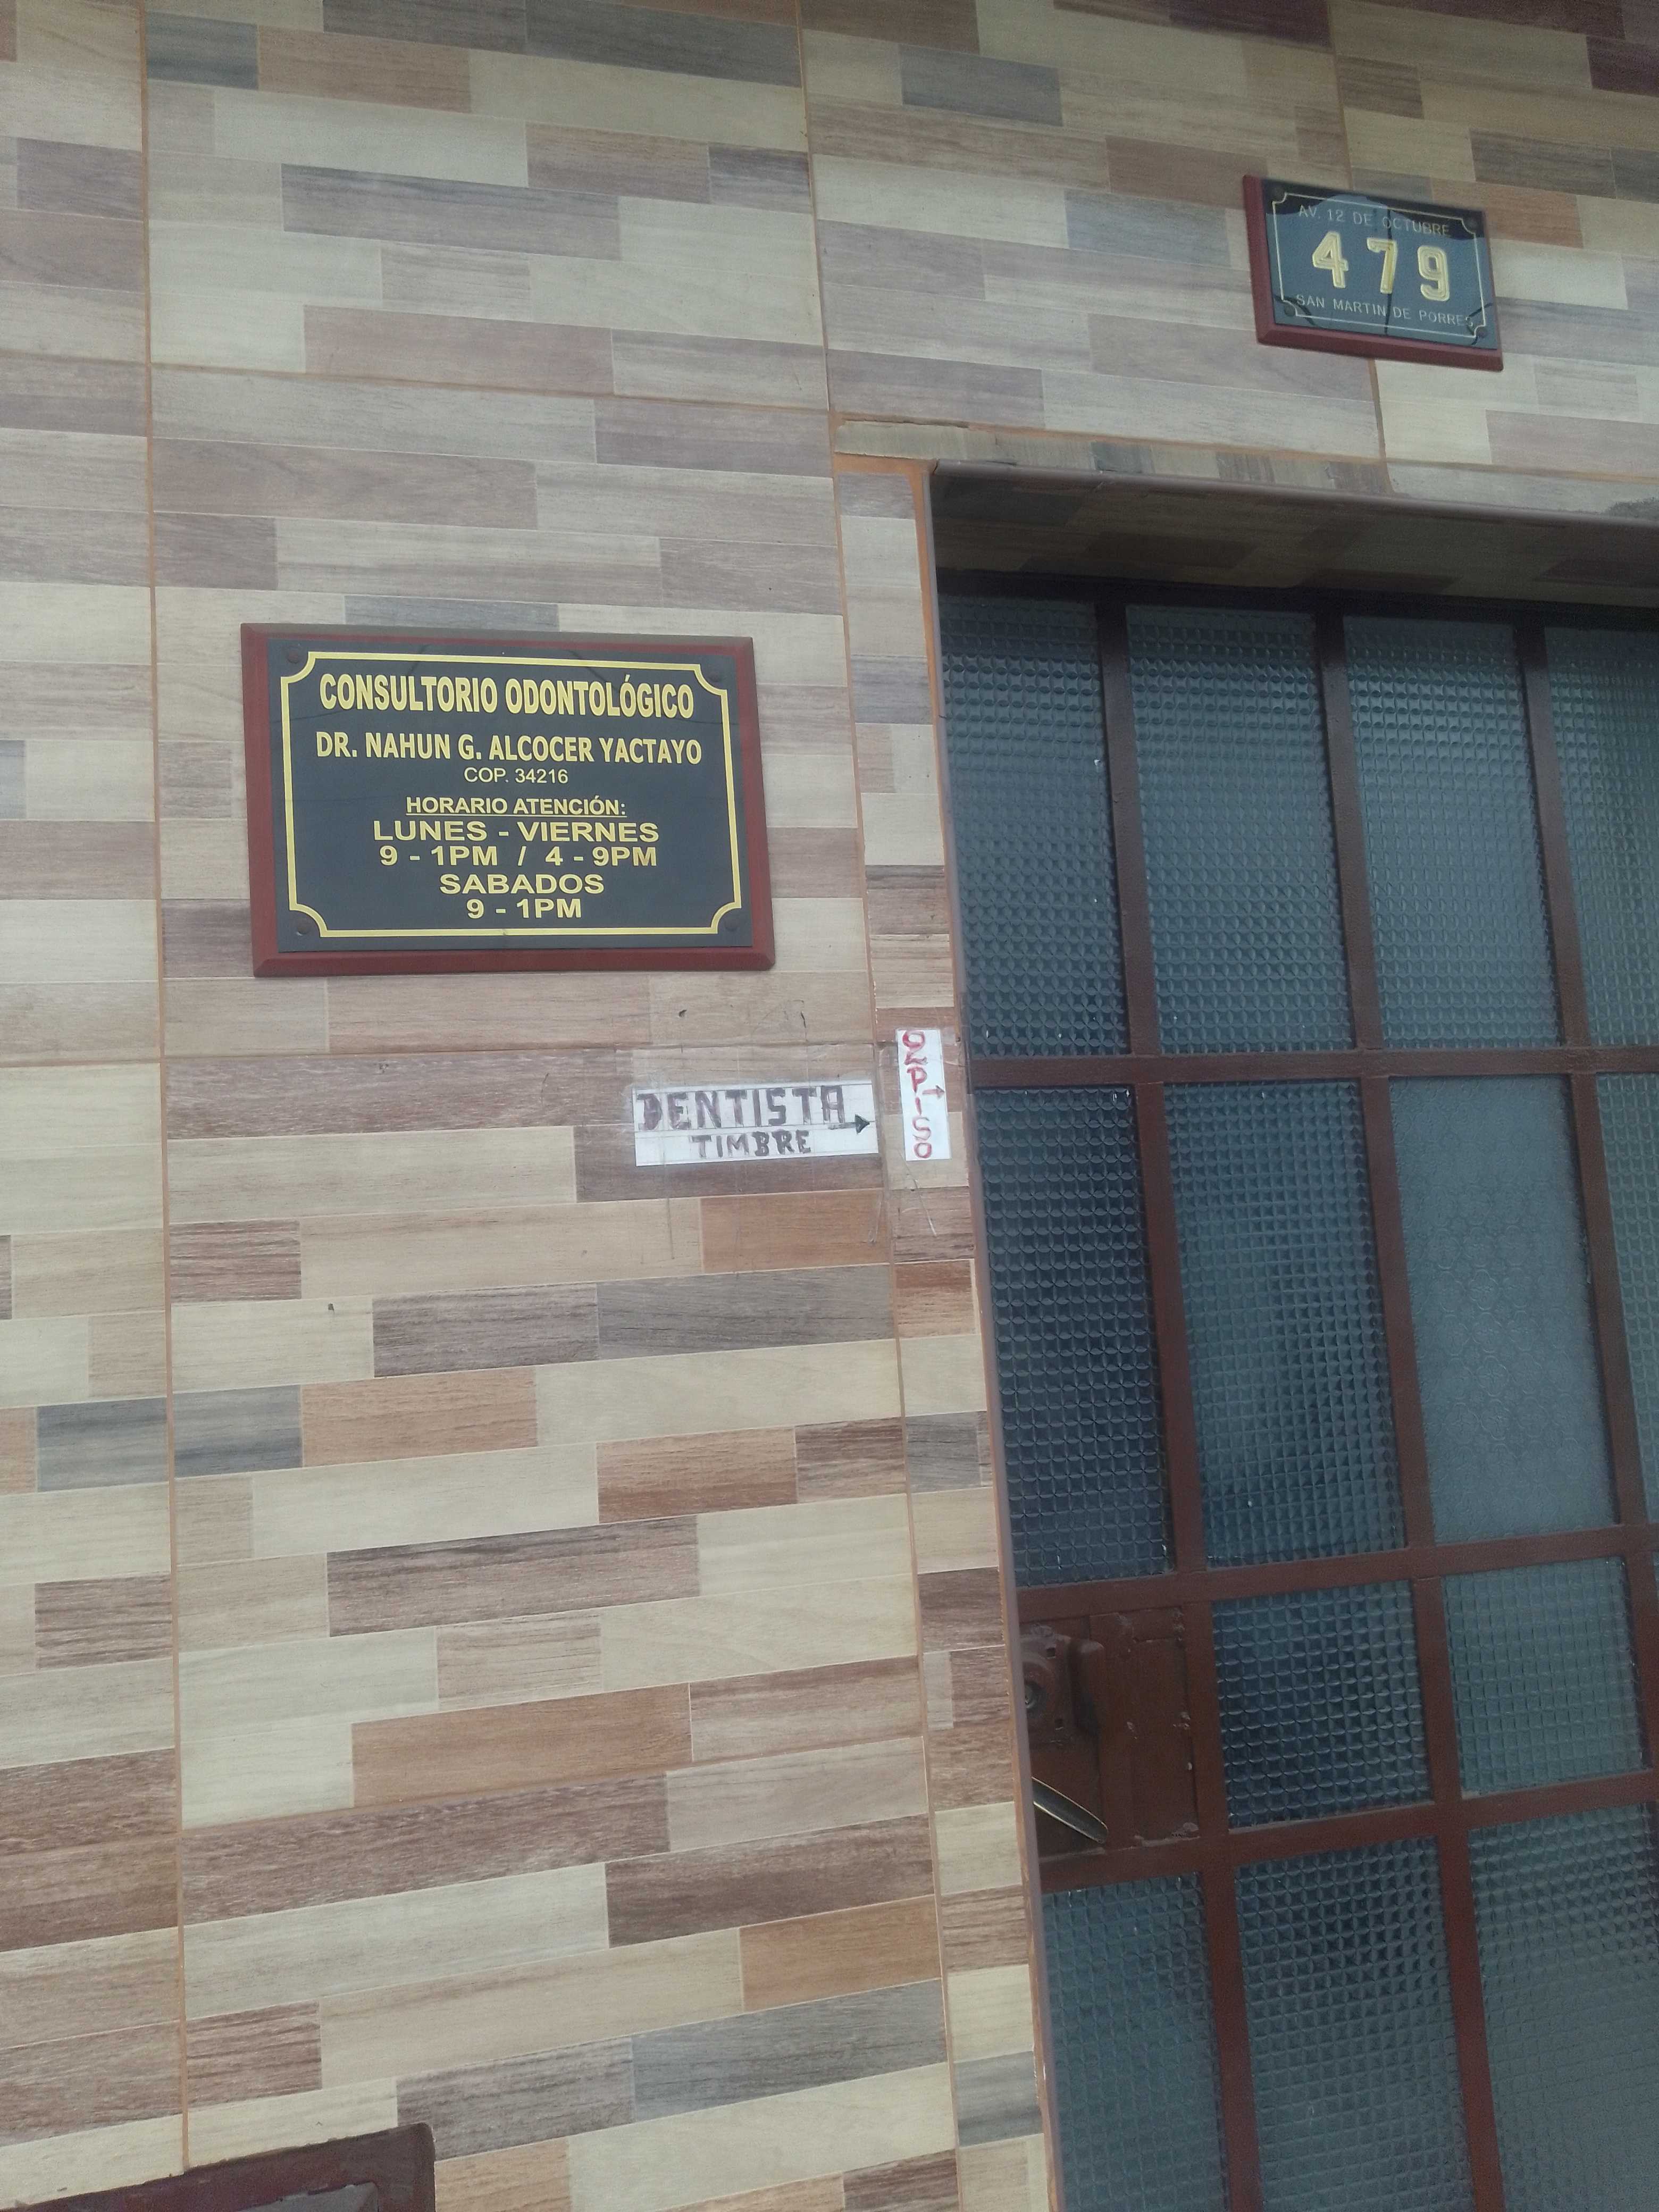 AV. 12 DE OCTUBRE
479
SAN MARTIN DE PORRES
CONSULTORIO ODONTOLÓGICO
DR. NAHUN G. ALCOCER YACTAYO
COP. 34216
HORARIO ATENCIÓN:
LUNES - VIERNES
9 - 1PM / 4 - 9PM
SABADOS
9 - 1PM
DENTISTA
TIMBRE
PISO